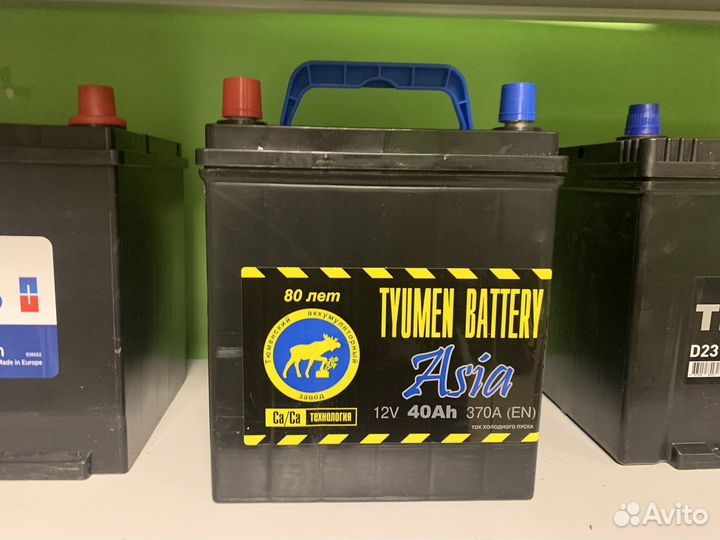 80 лет
Тюменский аккумуляторный завод
Ca/Ca технология
TYUMEN BATTERY
Asia
12V 40Ah 370A (EN)
ТОК ХОЛОДНОГО ПУСКА
Made in Europe
D23
Avito